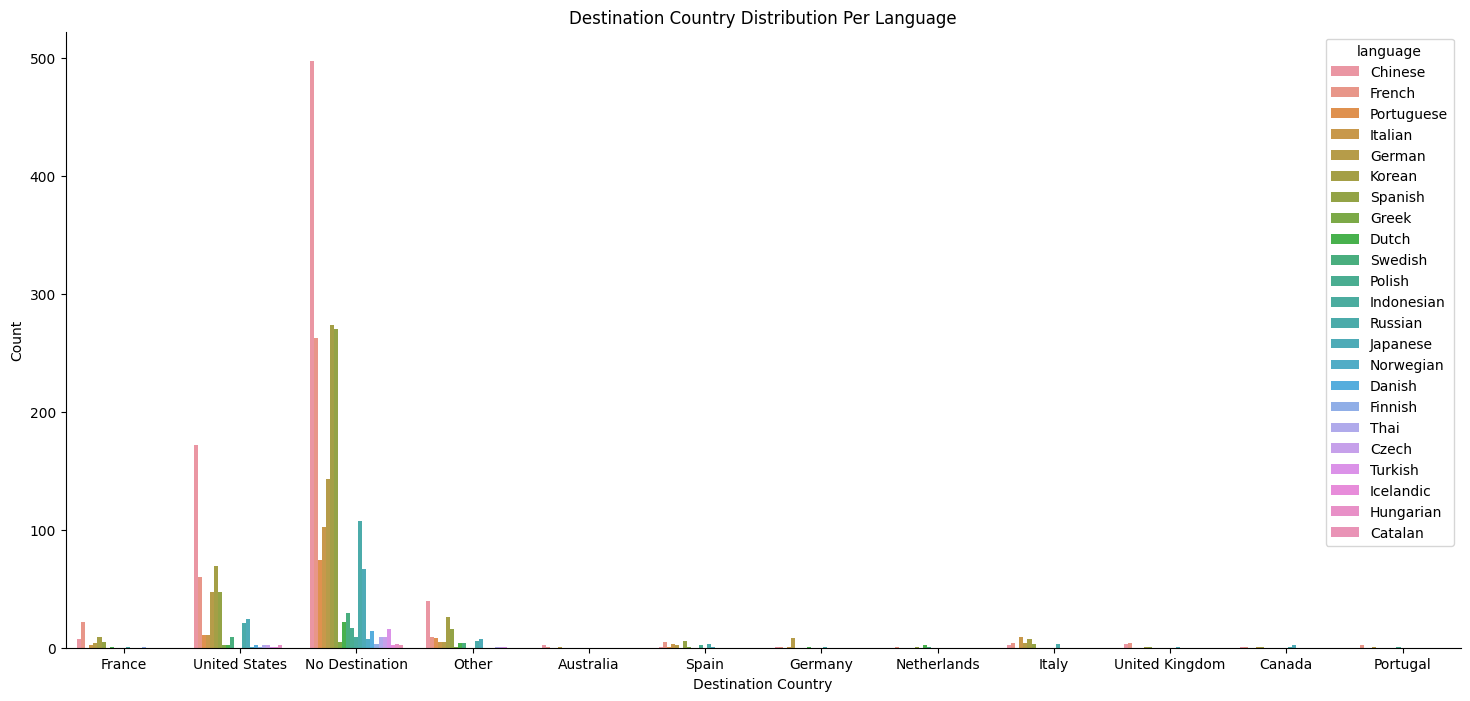 Destination Country Distribution Per Language
language
Chinese
French
Portuguese
Italian
German
Korean
Spanish
Greek
Dutch
Swedish
Polish
Indonesian
Russian
Japanese
Norwegian
Danish
Finnish
Thai
Czech
Turkish
Icelandic
Hungarian
Catalan
Count
500
400
300
200
100
0
France United States No Destination Other Australia Spain Germany Netherlands Italy United Kingdom Canada Portugal
Destination Country